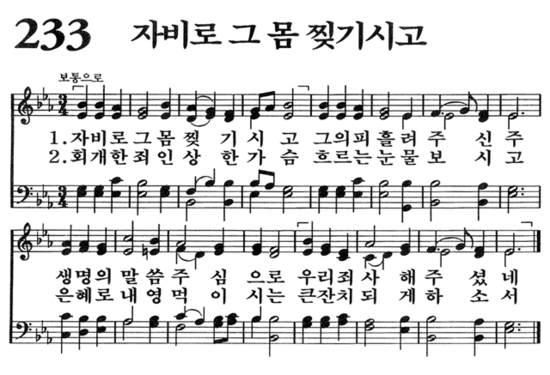 233 자비로 그 몸 찢기시고
보통으로
1. 자비로그몸 찢 기 시 고 그의피흘려주 신주
2. 회개한죄인상 한가 슴 흐르는눈물보 시고
생명의말씀주 심 으로 우리죄사 해주 셨네
은혜로내영먹 이 시는 큰잔치되 게하 소서